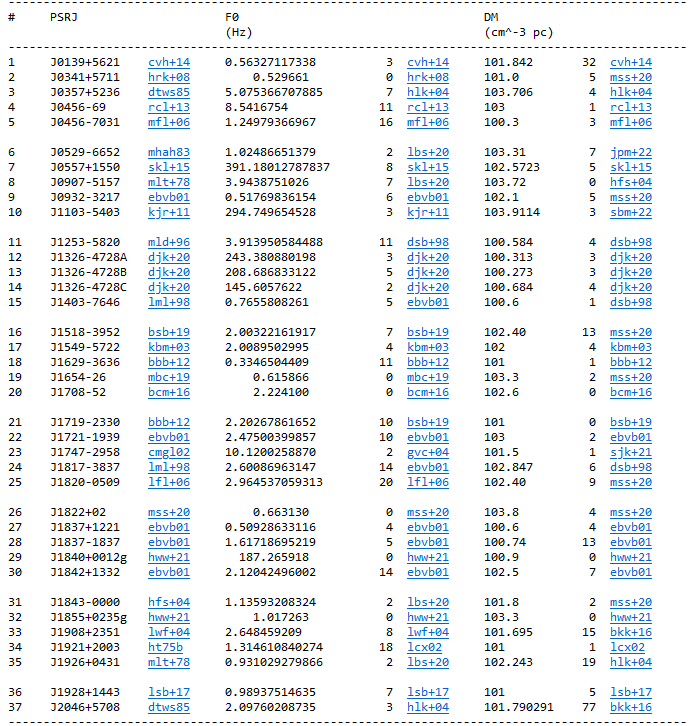 ------------------------------------------------------------------------------------------
# PSRJ F0 DM
(Hz) (cm^-3 pc)
------------------------------------------------------------------------------------------
1 J0139+5621 cvh+14 0.56327117338 3 cvh+14 101.842 32 cvh+14
2 J0341+5711 hrk+08 0.529661 0 hrk+08 101.0 5 mss+20
3 J0357+5236 dtws85 5.075366707885 7 hlk+04 103.706 4 hlk+04
4 J0456-69 rcl+13 8.5416754 11 rcl+13 103 1 rcl+13
5 J0456-7031 mfl+06 1.24979366967 16 mfl+06 100.3 3 mfl+06
6 J0529-6652 mhah83 1.02486651379 2 lbs+20 103.31 7 jpm+22
7 J0557+1550 skl+15 391.18012787837 8 skl+15 102.5723 5 skl+15
8 J0907-5157 mlt+78 3.9438751026 7 lbs+20 103.72 0 hfs+04
9 J0932-3217 ebvb01 0.51769836154 6 ebvb01 102.1 5 mss+20
10 J1103-5403 kjr+11 294.749654528 3 kjr+11 103.9114 3 sbm+22
11 J1253-5820 mld+96 3.913950584488 11 dsb+98 100.584 4 dsb+98
12 J1326-4728A djk+20 243.380880198 3 djk+20 100.313 3 djk+20
13 J1326-4728B djk+20 208.686833122 5 djk+20 100.273 3 djk+20
14 J1326-4728C djk+20 145.6057622 2 djk+20 100.684 4 djk+20
15 J1403-7646 lml+98 0.7655808261 5 ebvb01 100.6 1 dsb+98
16 J1518-3952 bsb+19 2.00322161917 7 bsb+19 102.40 13 mss+20
17 J1549-5722 kbm+03 2.0089502995 4 kbm+03 102 4 kbm+03
18 J1629-3636 bbb+12 0.3346504409 11 bbb+12 101 1 bbb+12
19 J1654-26 mbc+19 0.615866 0 mbc+19 103.3 2 mss+20
20 J1708-52 bcm+16 2.224100 0 bcm+16 102.6 0 bcm+16
21 J1719-2330 bbb+12 2.20267861652 10 bsb+19 101 0 bsb+19
22 J1721-1939 ebvb01 2.47500399857 10 ebvb01 103 2 ebvb01
23 J1747-2958 cmgl02 10.1200258870 2 gvc+04 101.5 1 sjk+21
24 J1817-3837 lml+98 2.60086963147 14 ebvb01 102.847 6 dsb+98
25 J1820-0509 lfl+06 2.964537059313 20 lfl+06 102.40 9 mss+20
26 J1822+02 mss+20 0.663130 0 mss+20 103.8 4 mss+20
27 J1837+1221 ebvb01 0.50928633116 4 ebvb01 100.6 4 ebvb01
28 J1837-1837 ebvb01 1.61718695219 5 ebvb01 100.74 13 ebvb01
29 J1840+0012g hww+21 187.265918 0 hww+21 100.9 0 hww+21
30 J1842+1332 ebvb01 2.12042496002 14 ebvb01 102.5 7 ebvb01
31 J1843-0000 hfs+04 1.13593208324 2 lbs+20 101.8 2 mss+20
32 J1855+0235g hww+21 1.017263 0 hww+21 103.3 0 hww+21
33 J1908+2351 lwf+04 2.648459209 8 lwf+04 101.695 15 bkk+16
34 J1921+2003 ht75b 1.314610840274 18 lcx02 101 1 lcx02
35 J1926+0431 mlt+78 0.931029279866 2 lbs+20 102.243 19 hlk+04
36 J1928+1443 lsb+17 0.98937514635 7 lsb+17 101 5 lsb+17
37 J2046+5708 dtws85 2.09760208735 3 hlk+04 101.790291 77 bkk+16
------------------------------------------------------------------------------------------